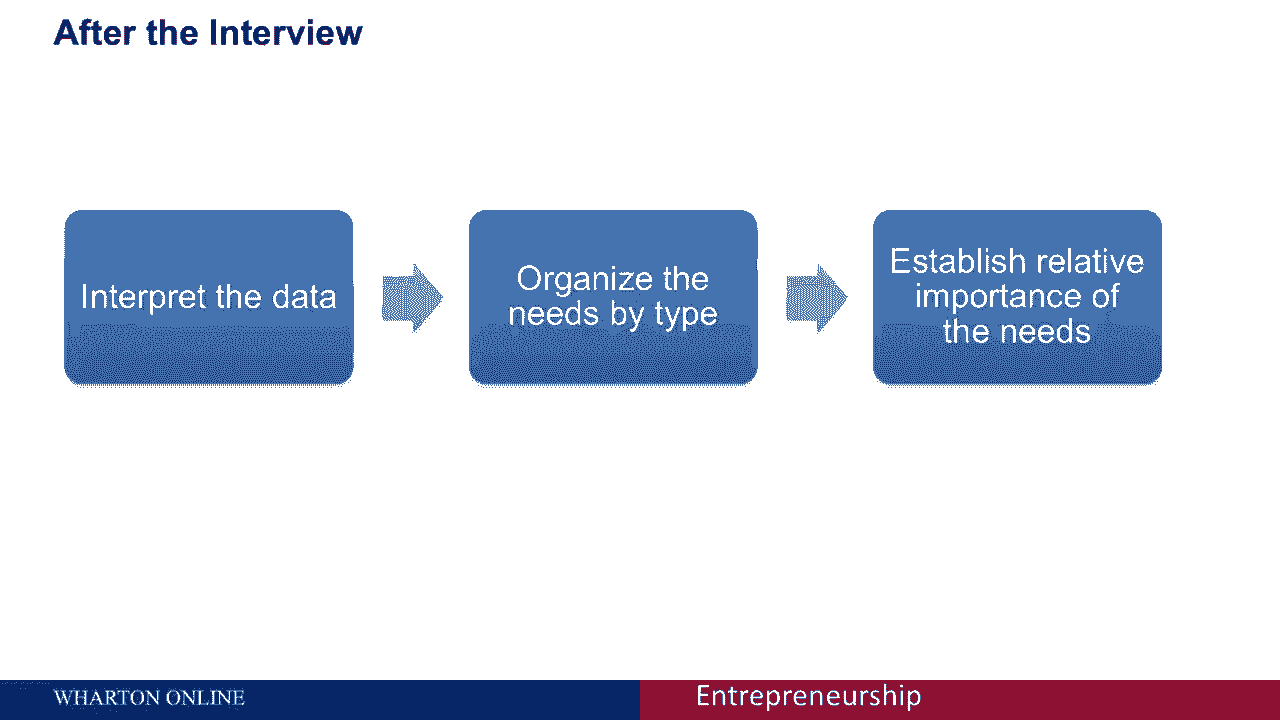 After the Interview
Interpret the data
Organize the
needs by type
Establish relative
importance of
the needs
WHARTON ONLINE
Entrepreneurship